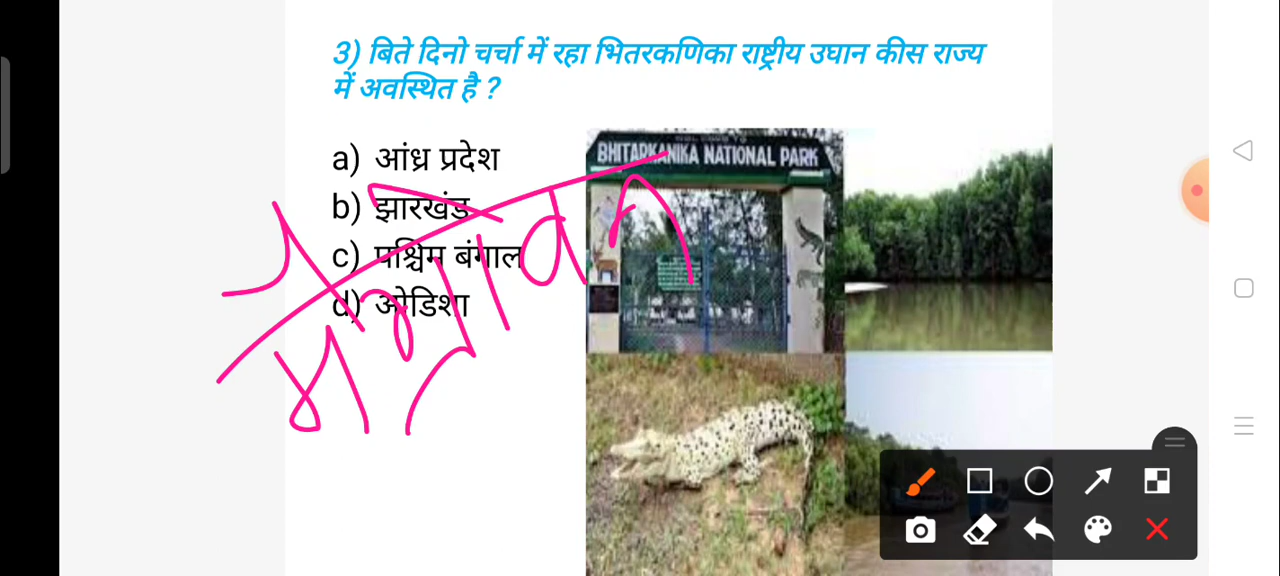 3) बिते दिनो चर्चा में रहा भितरकणिका राष्ट्रीय उघान कीस राज्य
में अवस्थित है ?
a) आंध्र प्रदेश
b) झारखंड
c) पश्चिम बंगाल
d) ओडिशा
BHITARKANIKA NATIONAL PARK